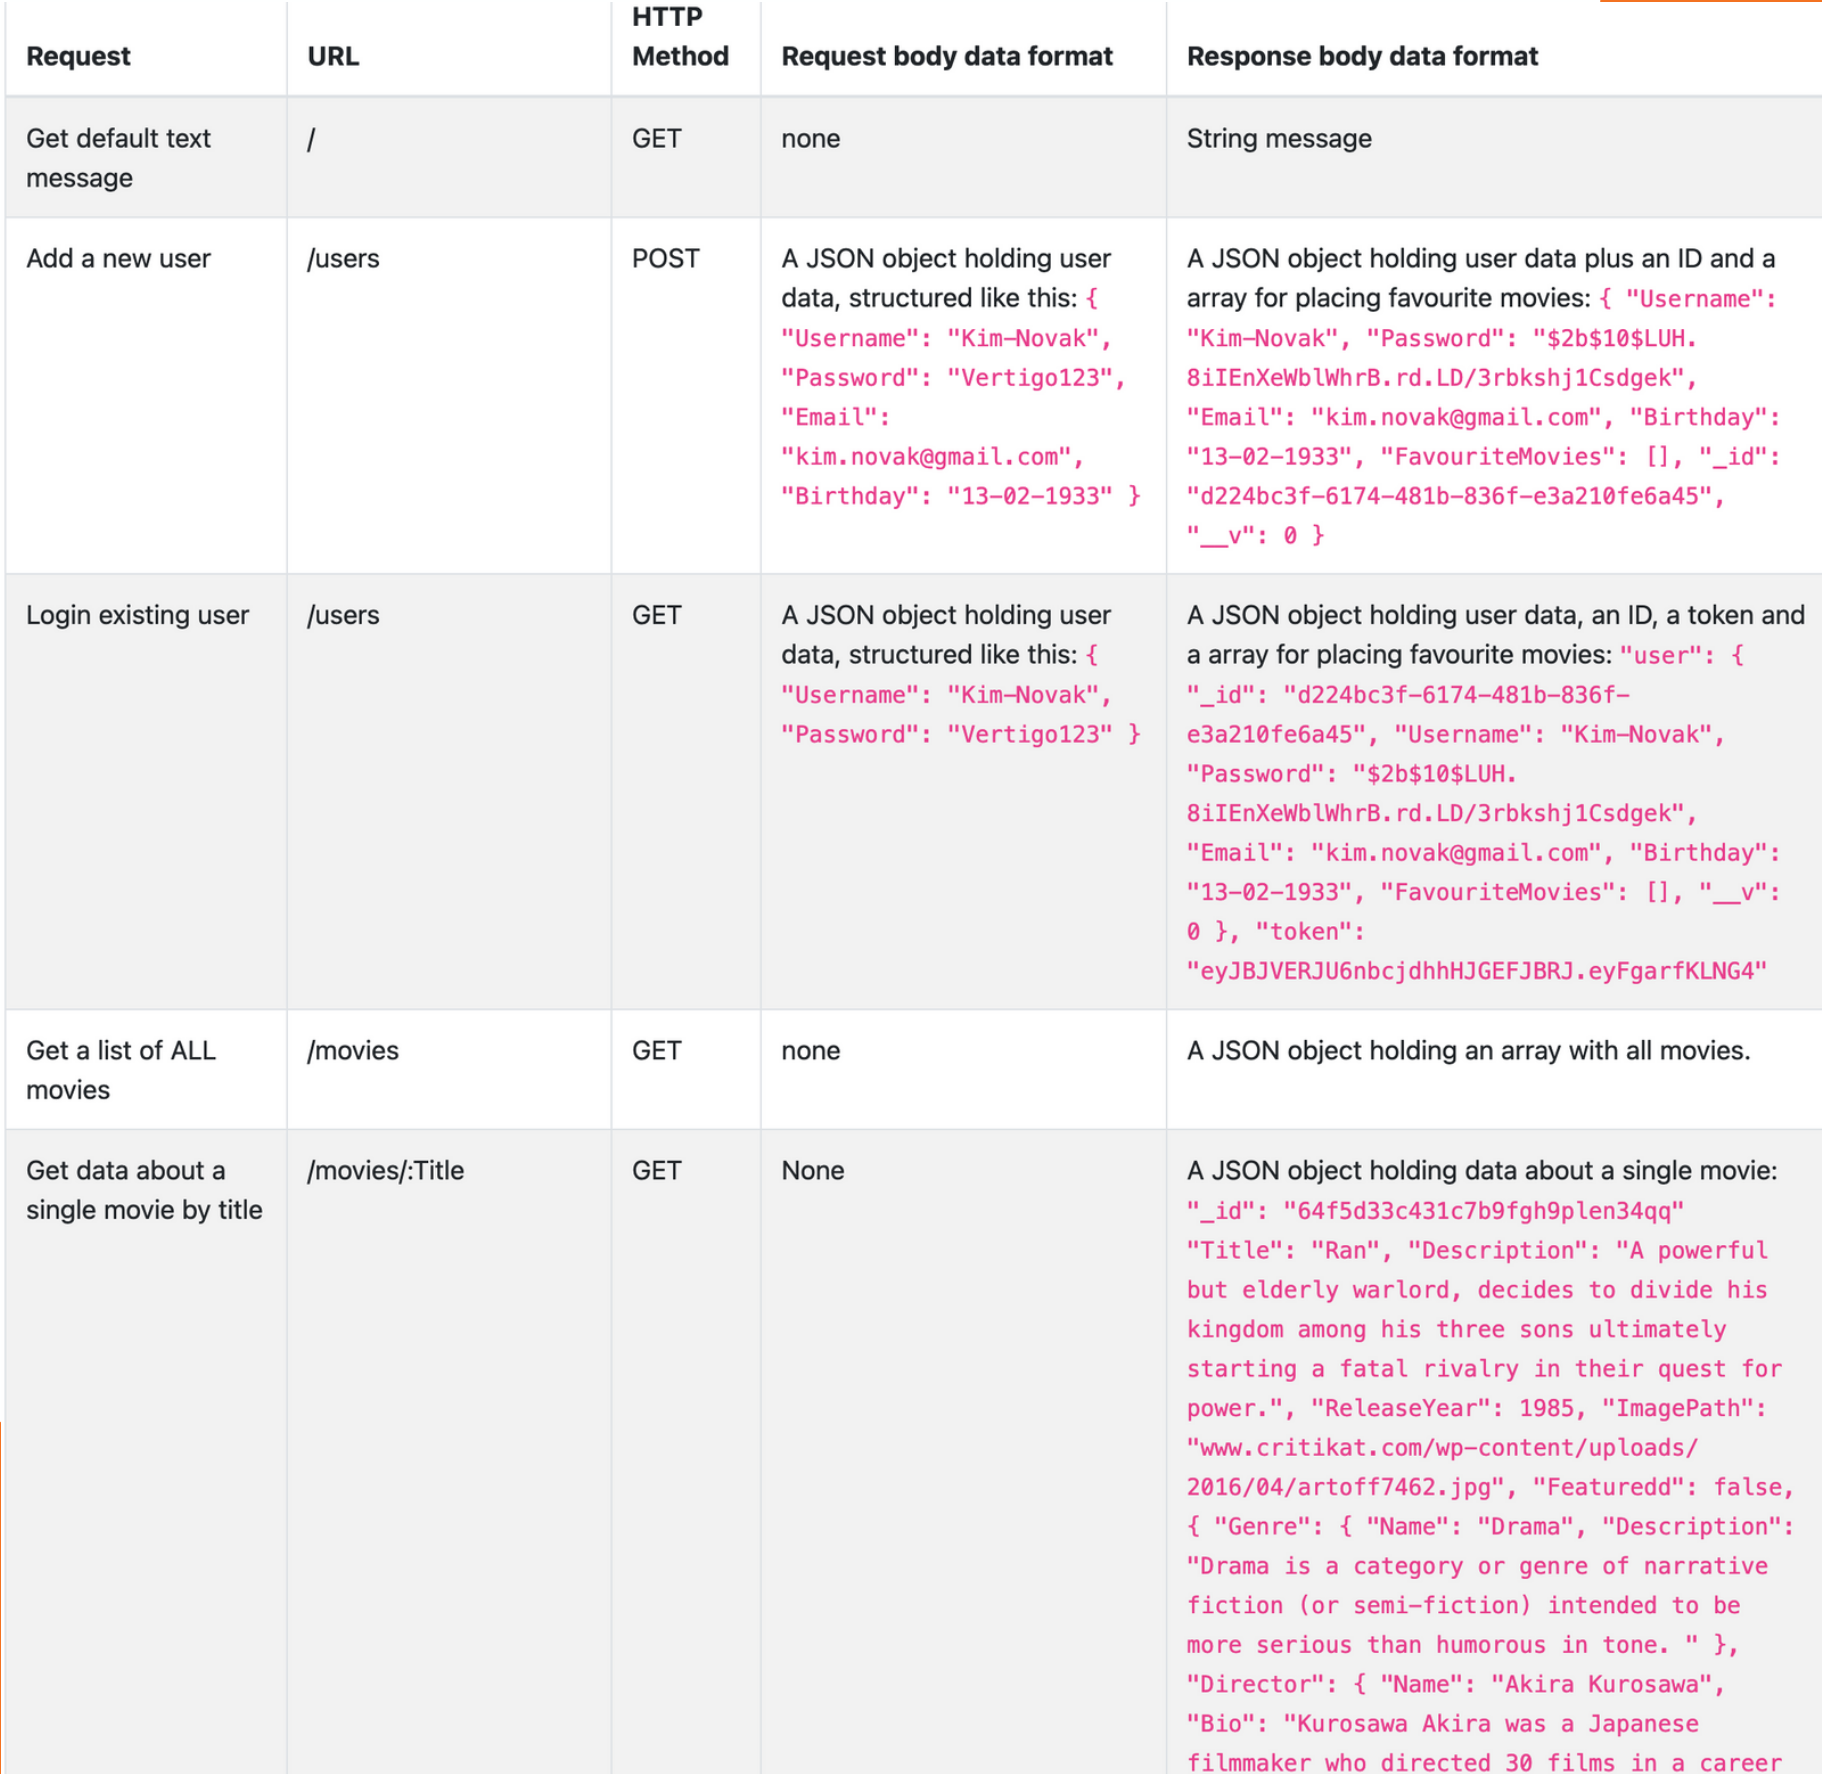 Request URL HTTP Method Request body data format Response body data format
Get default text
message
/
GET
none
String message
Add a new user
/users
POST
A JSON object holding user
data, structured like this: {
"Username": "Kim-Novak",
"Password": "Vertigo123",
"Email":
"kim.novak@gmail.com",
"Birthday": "13-02-1933" }
A JSON object holding user data plus an ID and a
array for placing favourite movies: { "Username":
"Kim-Novak", "Password": "$2b$10$LUH.
8iIEnXeWblWhrB.rd.LD/3rbkshj1Csdgek",
"Email": "kim.novak@gmail.com", "Birthday":
"13-02-1933", "FavouriteMovies": [], "_id":
"d224bc3f-6174-481b-836f-e3a210fe6a45",
"__v": 0 }
Login existing user
/users
GET
A JSON object holding user
data, structured like this: {
"Username": "Kim-Novak",
"Password": "Vertigo123" }
A JSON object holding user data, an ID, a token and
a array for placing favourite movies: "user": {
"_id": "d224bc3f-6174-481b-836f-
e3a210fe6a45", "Username": "Kim-Novak",
"Password": "$2b$10$LUH.
8iIEnXeWblWhrB.rd.LD/3rbkshj1Csdgek",
"Email": "kim.novak@gmail.com", "Birthday":
"13-02-1933", "FavouriteMovies": [], "__v":
0 }, "token":
"eyJBJVERJU6nbcjdhhHJGEFJBRJ.eyFgarfKLNG4"
Get a list of ALL
movies
/movies
GET
none
A JSON object holding an array with all movies.
Get data about a
single movie by title
/movies/:Title
GET
None
A JSON object holding data about a single movie:
"_id": "64f5d33c431c7b9fgh9plen34qq"
"Title": "Ran", "Description": "A powerful
but elderly warlord, decides to divide his
kingdom among his three sons ultimately
starting a fatal rivalry in their quest for
power.", "ReleaseYear": 1985, "ImagePath":
"www.critikat.com/wp-content/uploads/
2016/04/artoff7462.jpg", "Featuredd": false,
{ "Genre": { "Name": "Drama", "Description":
"Drama is a category or genre of narrative
fiction (or semi-fiction) intended to be
more serious than humorous in tone. " },
"Director": { "Name": "Akira Kurosawa",
"Bio": "Kurosawa Akira was a Japanese
filmmaker who directed 30 films in a career